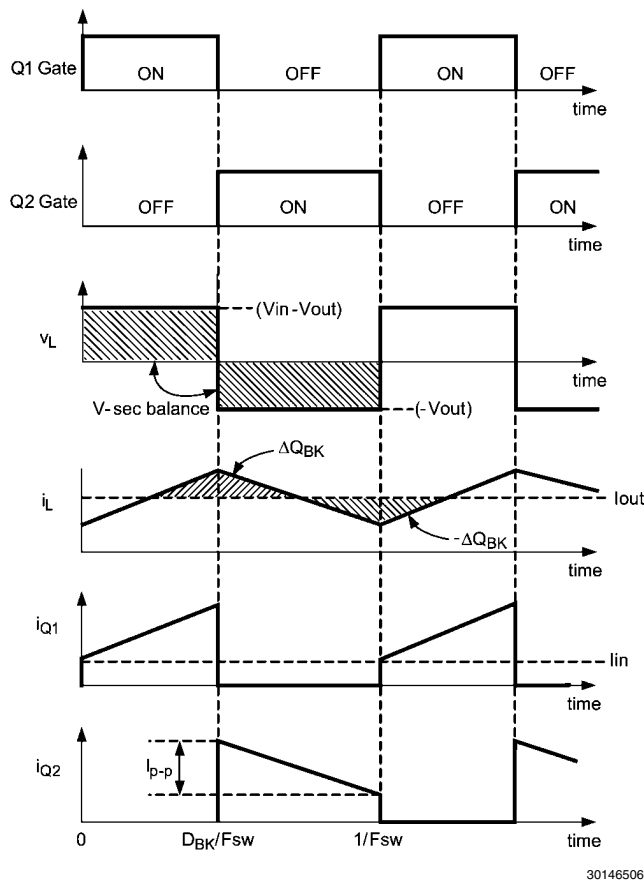 Q1 Gate
ON
OFF
ON
OFF
time
Q2 Gate
OFF
ON
OFF
ON
time
vL
(Vin-Vout)
time
V-sec balance
(-Vout)
ΔQBK
iL
Iout
-ΔQBK
time
iQ1
Iin
time
iQ2
Ip-p
0
DBK/Fsw
1/Fsw
time
30146506